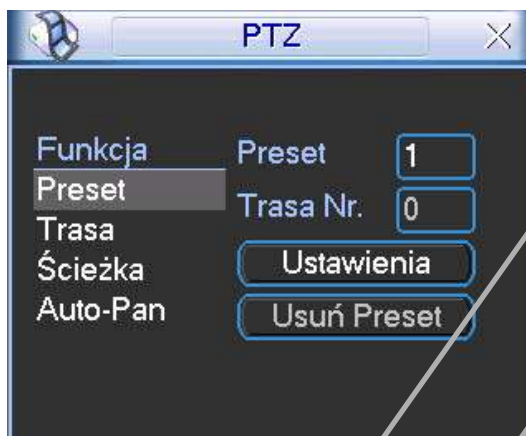 PTZ
Funkcja
Preset
Trasa
Ścieżka
Auto-Pan
Preset 1
Trasa Nr. 0
Ustawienia
Usuń Preset